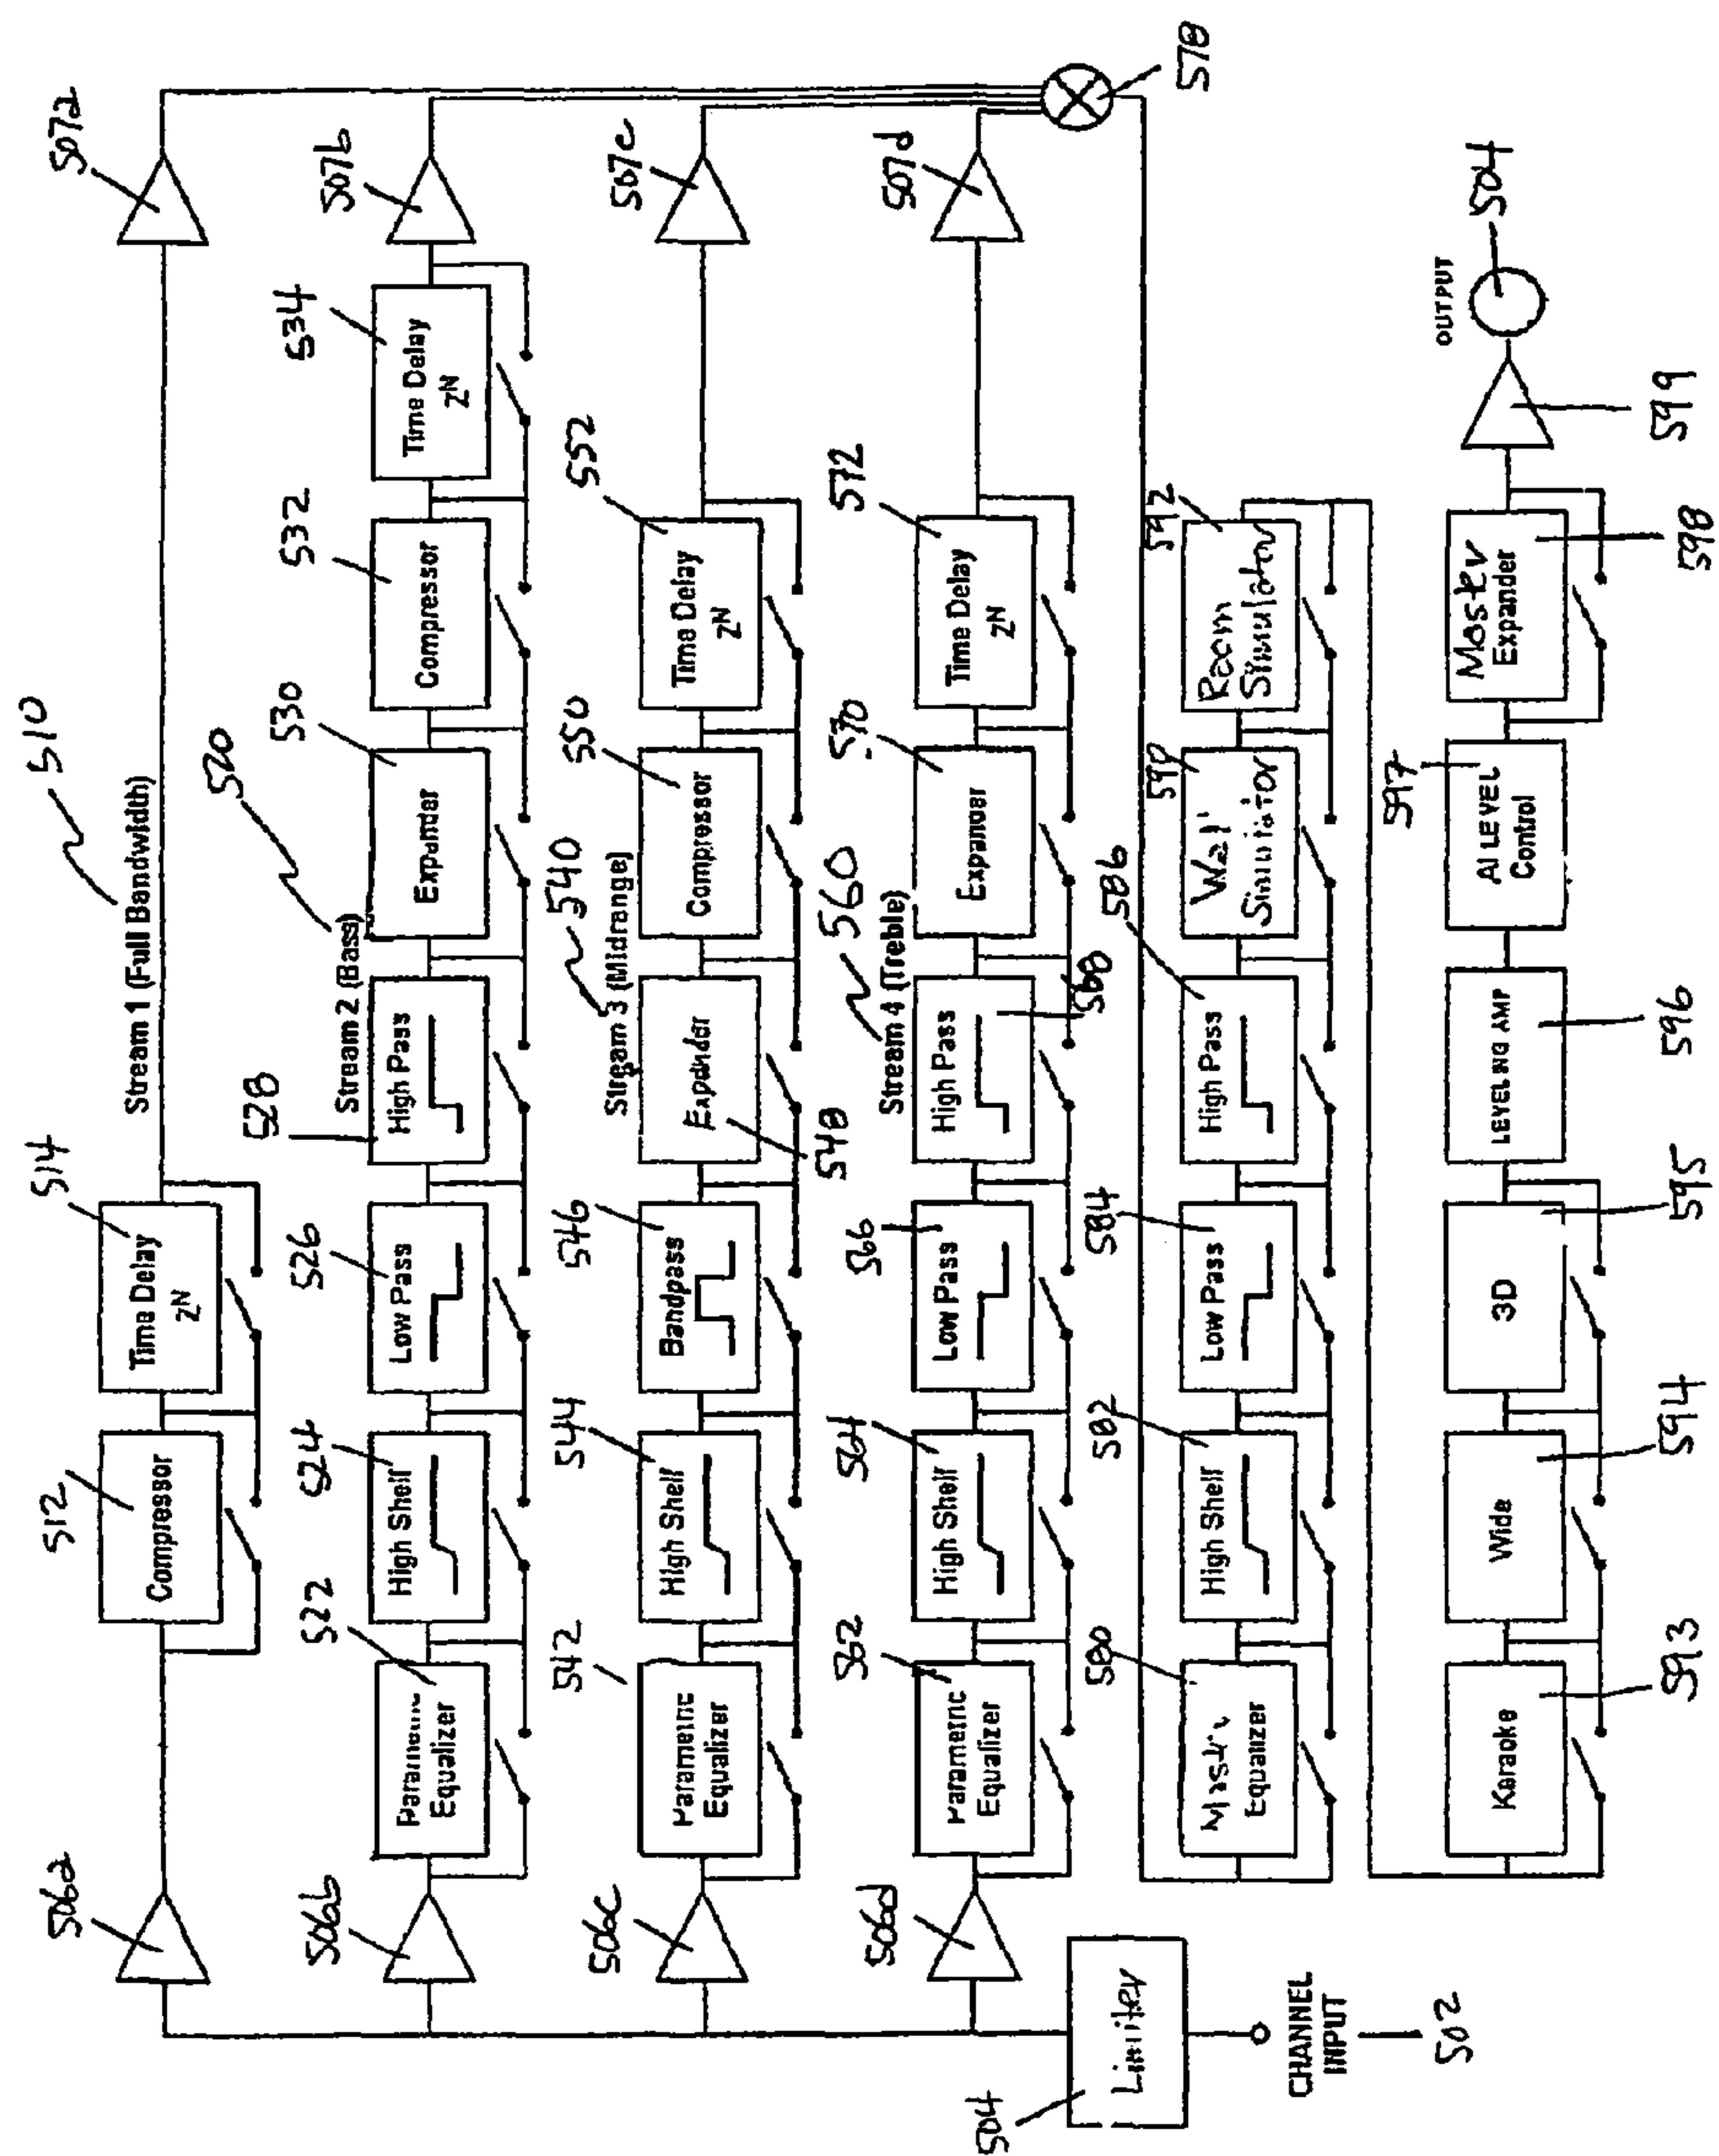 507a
507b
507c
507d
578
514
Time Delay
Z^N
512
Compressor
Stream 1 (Full Bandwidth)
510
506a
Stream 2 (Bass)
520
506b
522
Parametric
Equalizer
524
High Shelf
526
Low Pass
528
High Pass
530
Expander
532
Compressor
534
Time Delay
Z^N
Stream 3 (Midrange)
540
506c
542
Parametric
Equalizer
544
High Shelf
546
Bandpass
548
Expander
550
Compressor
552
Time Delay
Z^N
Stream 4 (Treble)
560
506d
562
Parametric
Equalizer
564
High Shelf
566
Low Pass
568
High Pass
570
Expander
572
Time Delay
Z^N
580
Master
Equalizer
582
High Shelf
584
Low Pass
586
High Pass
590
Wall
Simulator
592
Room
Simulator
504
Limiter
CHANNEL
INPUT
502
Karaoke
593
Wide
594
3D
595
LEVELING AMP
596
AI LEVEL
Control
597
Master
Expander
598
599
OUTPUT
504